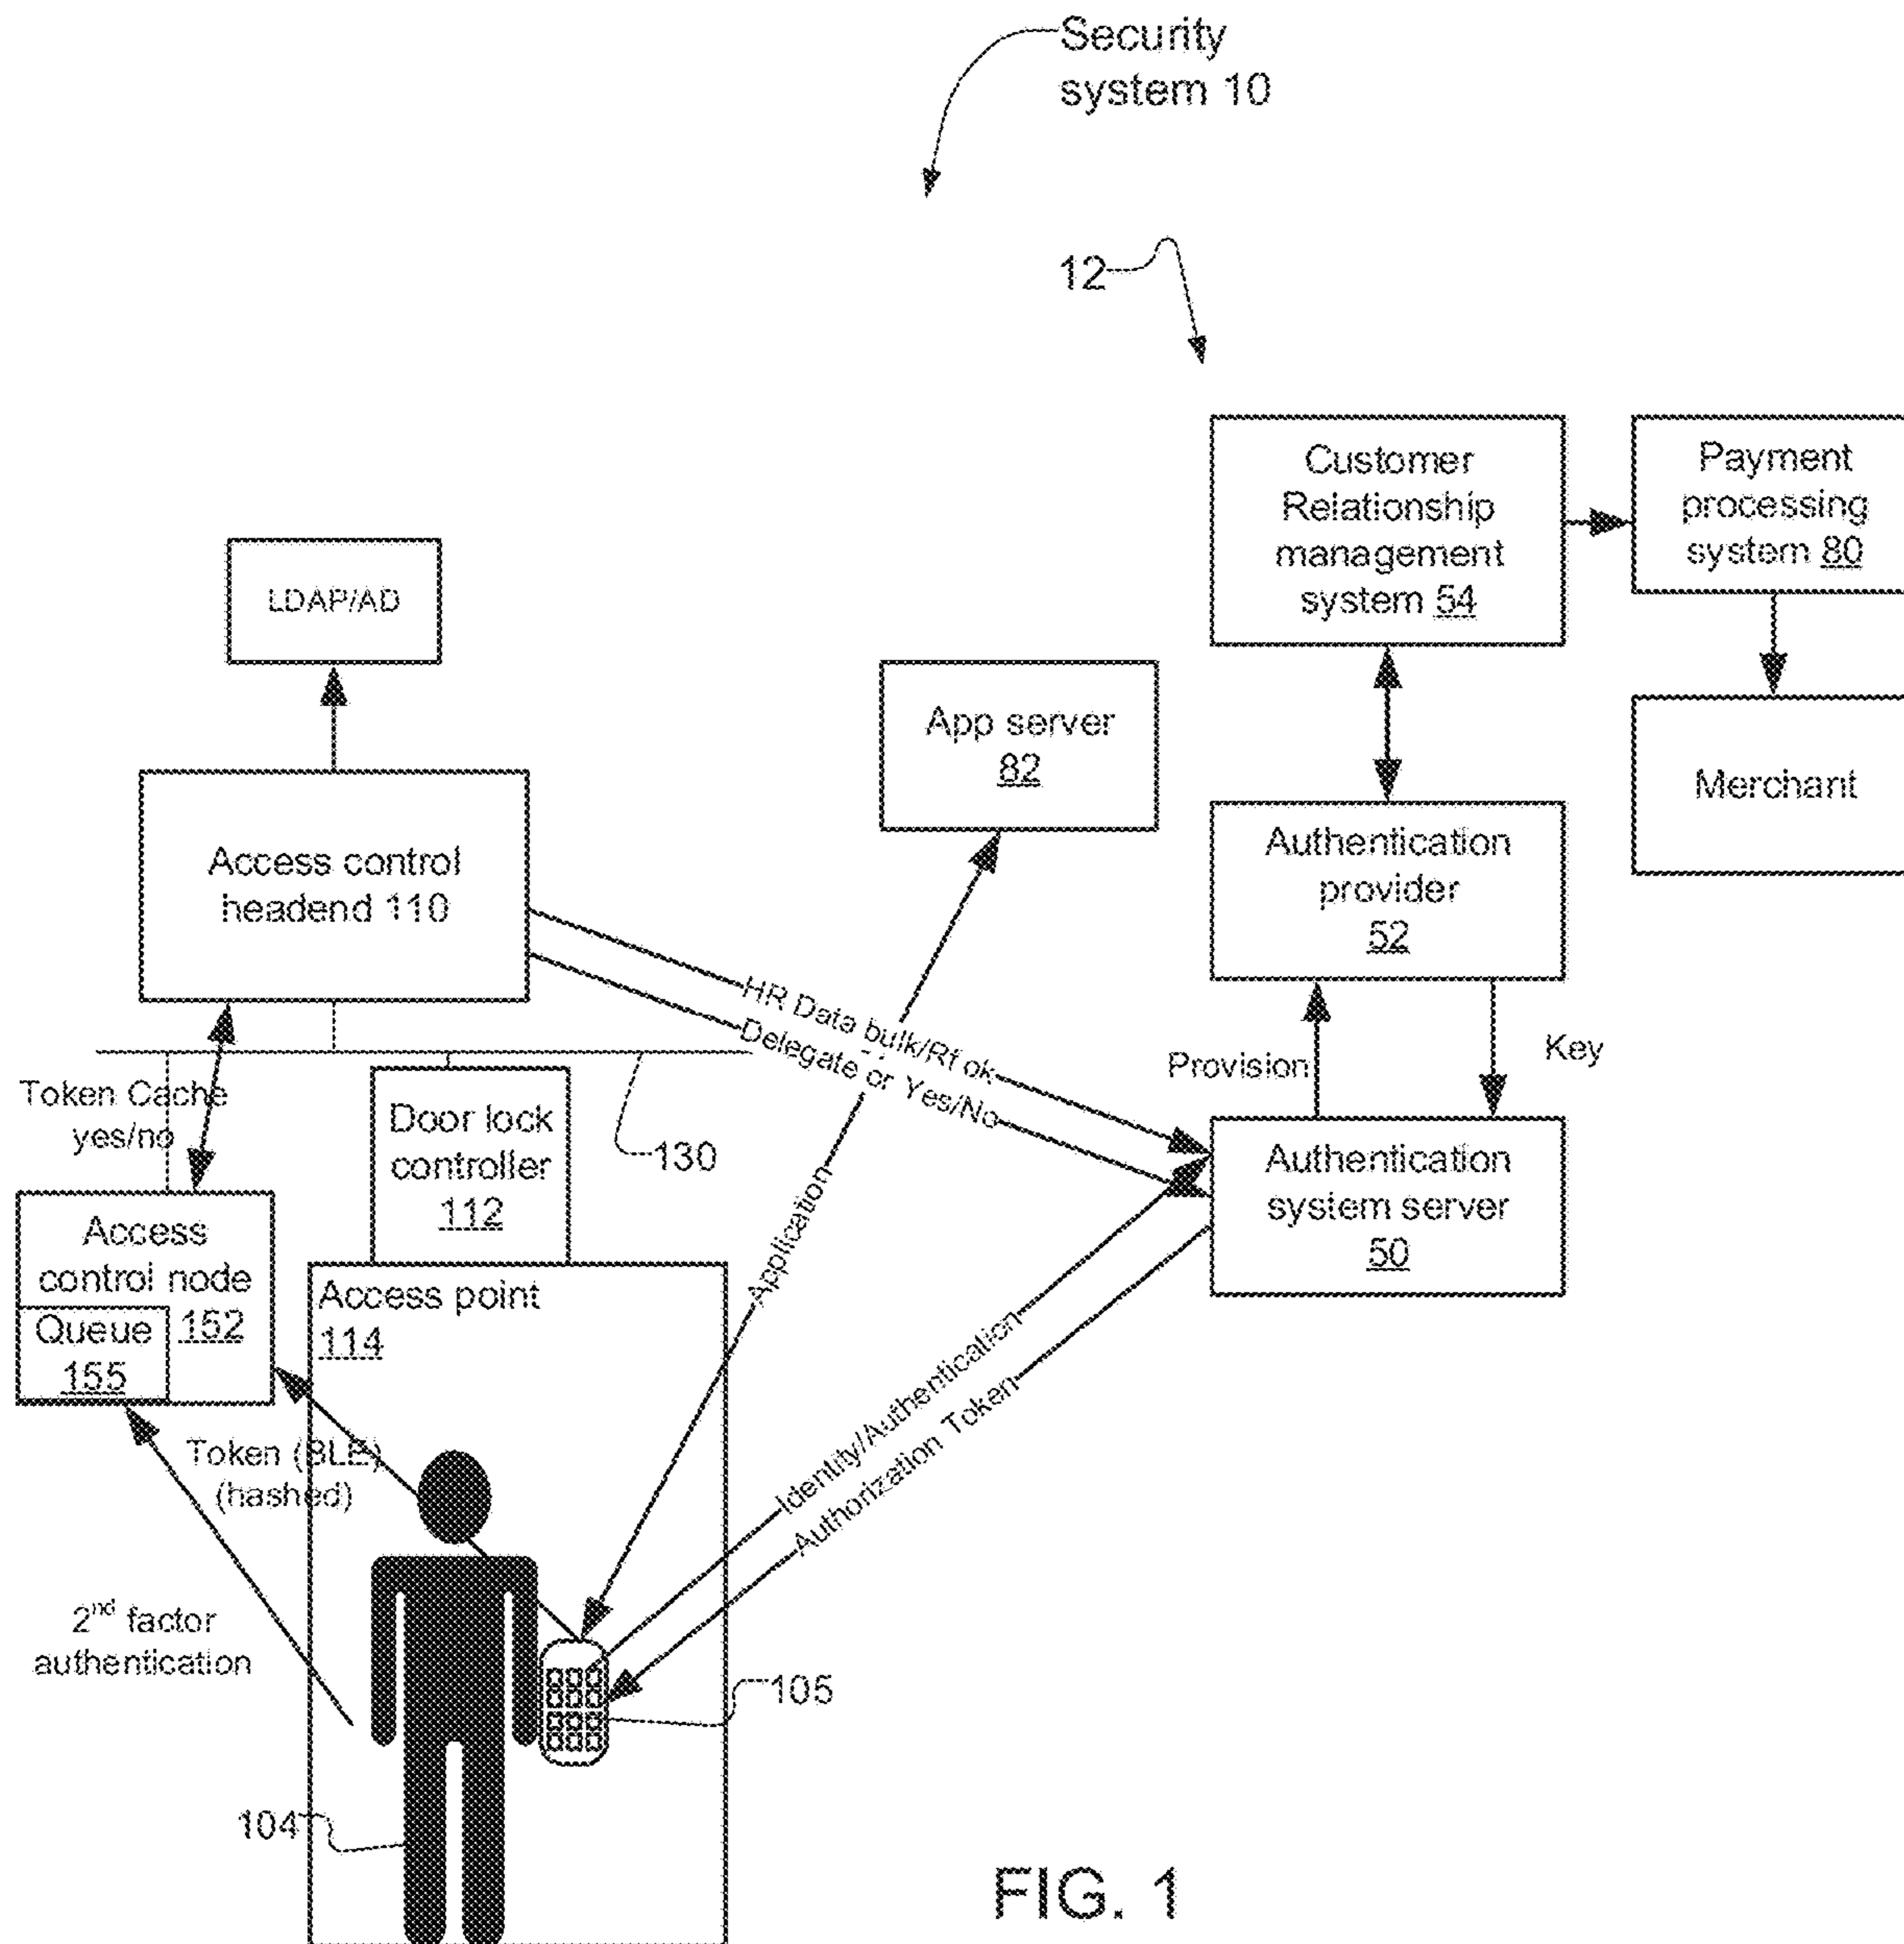 Security
system 10
12
Customer
Relationship
management
system 54
Payment
processing
system 80
LDAP/AD
App server
82
Merchant
Access control
headend 110
Authentication
provider
52
HR Data bulk/Rf ok
Delegate or Yes/No
Provision
Key
Token Cache
yes/no
Door lock
controller
112
130
Authentication
system server
50
Access
control node
152
Queue
155
Access point
114
Application
Identity/Authentication
Authorization Token
Token (BLE)
(hashed)
2nd factor
authentication
105
104
FIG. 1